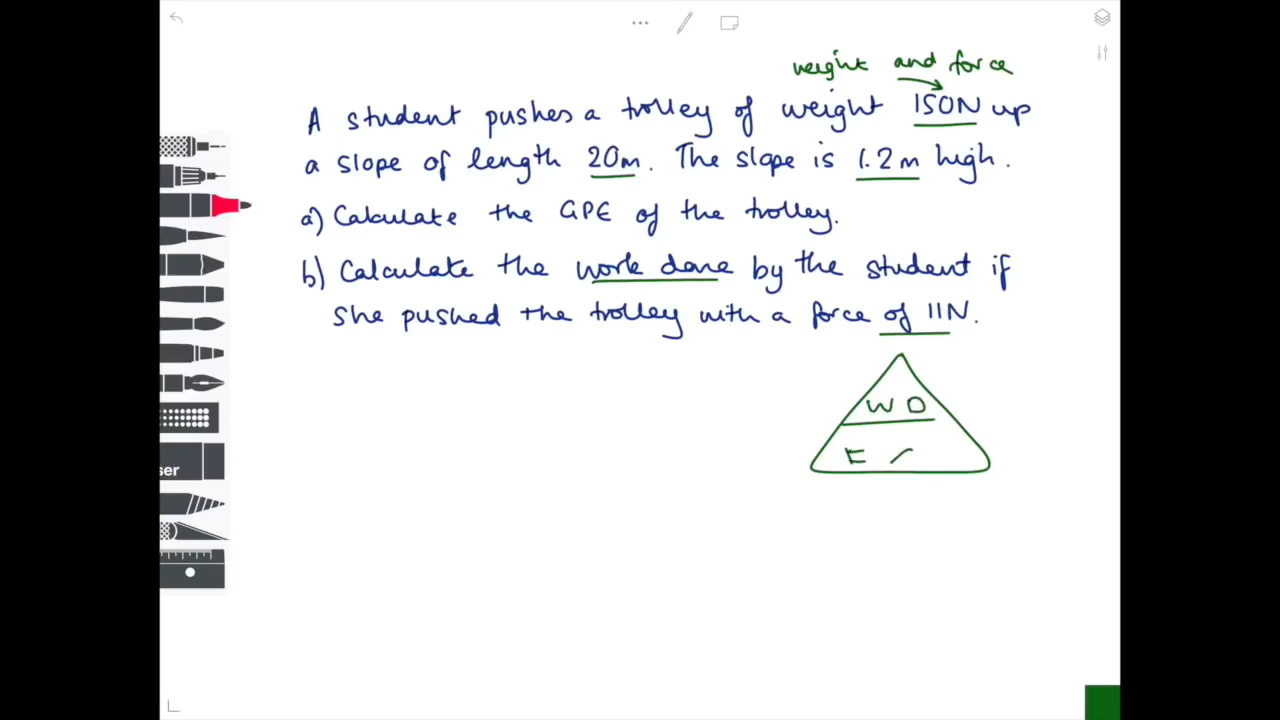 weight and force
A student pushes a trolley of weight 150N up
a slope of length 20m. The slope is 1.2m high.
a) Calculate the GPE of the trolley.
b) Calculate the work done by the student if
she pushed the trolley with a force of 11N.
W D
F
ser